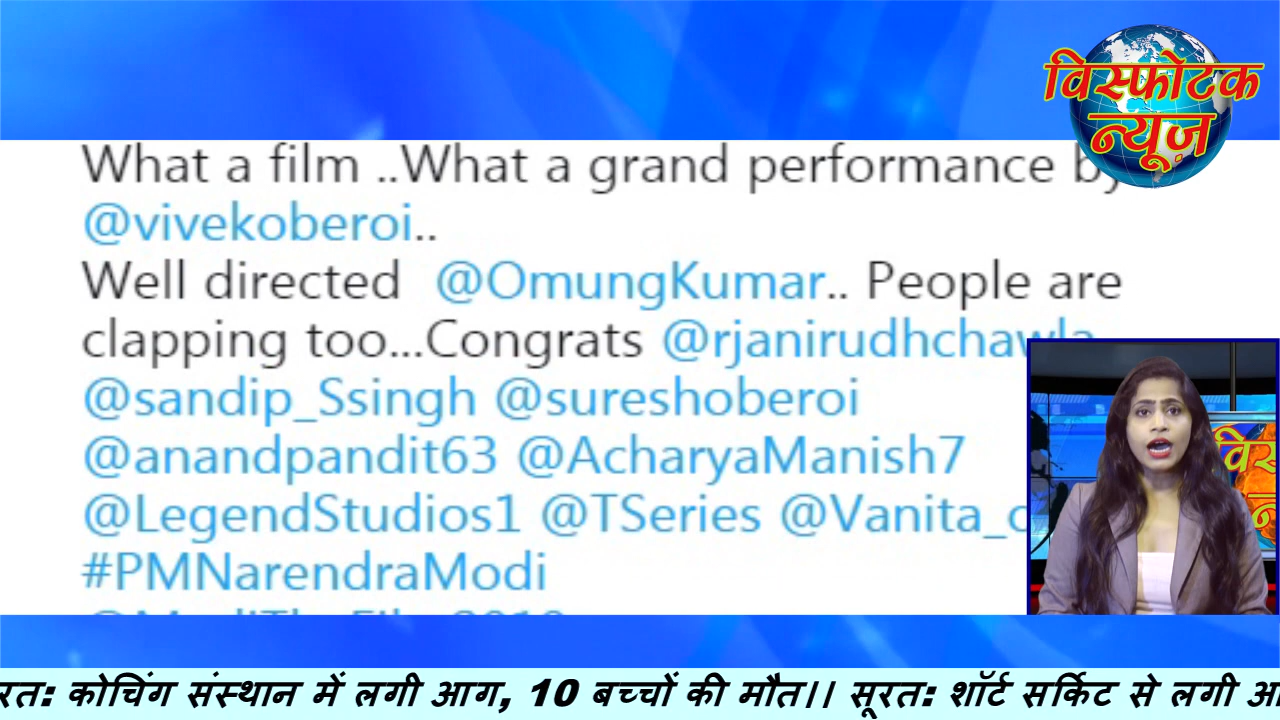 विस्फोटक
न्यूज़
What a film ..What a grand performance by
@vivekoberoi..
Well directed @OmungKumar.. People are
clapping too...Congrats @rjanirudhchawla
@sandip_Ssingh @sureshoberoi
@anandpandit63 @AcharyaManish7
@LegendStudios1 @TSeries
#PMNarendraModi
कोचिंग संस्थान में लगी आग, 10 बच्चों की मौत।। सूरत: शॉर्ट सर्किट से लगी